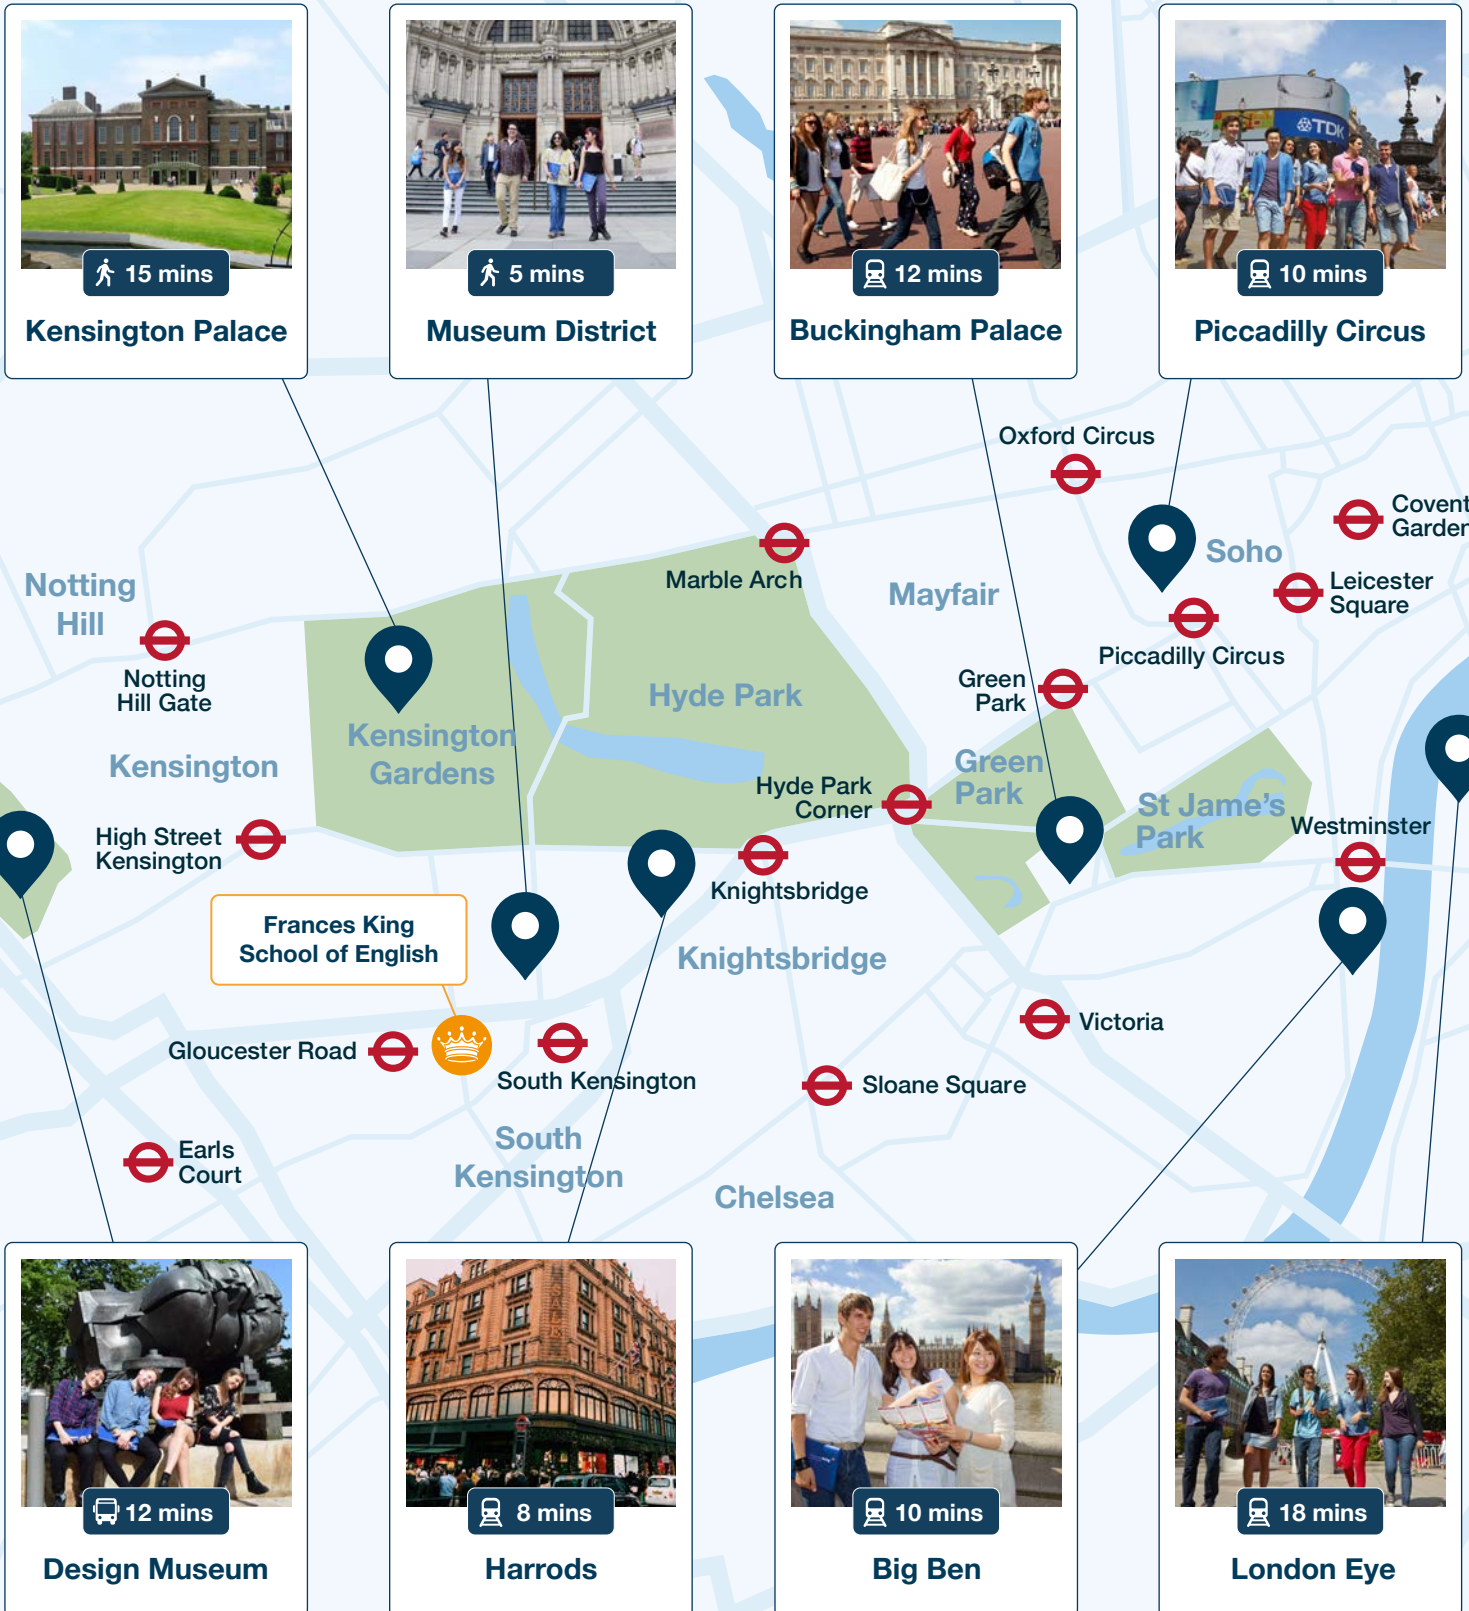 15 mins
Kensington Palace
5 mins
Museum District
12 mins
Buckingham Palace
TDK
10 mins
Piccadilly Circus
Oxford Circus
Covent
Garden
Soho
Marble Arch
Mayfair
Leicester
Square
Notting
Hill
Notting
Hill Gate
Piccadilly Circus
Green
Park
Hyde Park
Kensington
Gardens
Kensington
Green
Park
Hyde Park
Corner
St Jame's
Park
Westminster
High Street
Kensington
Knightsbridge
Frances King
School of English
Knightsbridge
Victoria
Gloucester Road
South Kensington
Sloane Square
Earls
Court
South
Kensington
Chelsea
12 mins
Design Museum
HARRODS
8 mins
Harrods
10 mins
Big Ben
18 mins
London Eye